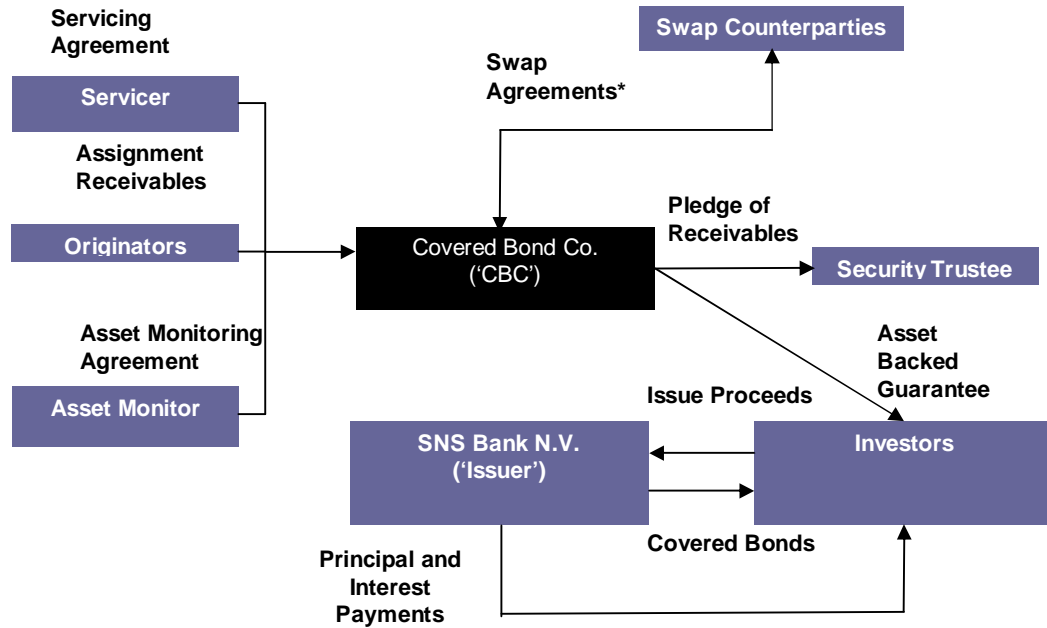 Servicing
Agreement
Swap Counterparties
Swap
Agreements*
Servicer
Assignment
Receivables
Pledge of
Receivables
Originators
Covered Bond Co.
(‘CBC’)
Security Trustee
Asset Monitoring
Agreement
Asset
Backed
Guarantee
Asset Monitor
Issue Proceeds
SNS Bank N.V.
(‘Issuer’)
Investors
Covered Bonds
Principal and
Interest
Payments